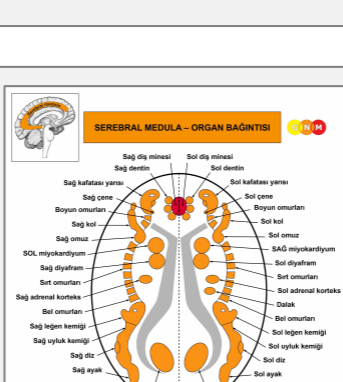 Serebral medula
SEREBRAL MEDULA – ORGAN BAĞINTISI
GNM
Sağ diş minesi Sol diş minesi
Sağ dentin Sol dentin
Sağ kafatası yarısı Sol kafatası yarısı
Sağ çene Sol çene
Boyun omurları Boyun omurları
Sağ kol Sol kol
Sağ omuz Sol omuz
SOL miyokardiyum SAĞ miyokardiyum
Sağ diyafram Sol diyafram
Sırt omurları Sırt omurları
Sağ adrenal korteks Sol adrenal korteks
Dalak
Bel omurları Bel omurları
Sağ leğen kemiği Sol leğen kemiği
Sağ uyluk kemiği Sol uyluk kemiği
Sağ diz Sol diz
Sağ ayak Sol ayak